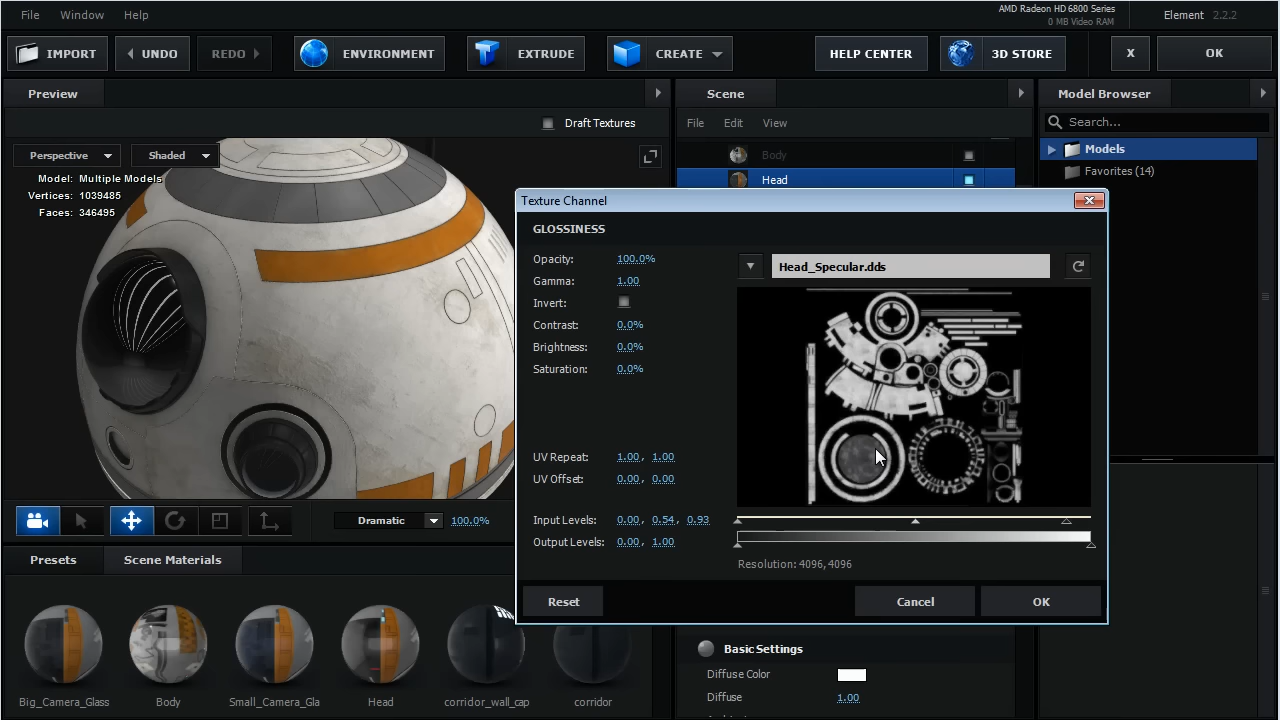 File Window Help
AMD Radeon HD 6800 Series
0 MB Video RAM
Element 2.2.2
IMPORT UNDO REDO ENVIRONMENT EXTRUDE CREATE HELP CENTER 3D STORE X OK
Preview Scene Model Browser
Draft Textures
File Edit View
Search...
Perspective Shaded
Body
Models
Model: Multiple Models
Head
Favorites (14)
Vertices: 1039485
Faces: 346495
Texture Channel
GLOSSINESS
Opacity: 100.0%
Head_Specular.dds
Gamma: 1.00
Invert:
Contrast: 0.0%
Brightness: 0.0%
Saturation: 0.0%
UV Repeat: 1.00, 1.00
UV Offset: 0.00, 0.00
Input Levels: 0.00, 0.54, 0.93
Output Levels: 0.00, 1.00
Resolution: 4096,4096
Reset Cancel OK
Dramatic 100.0%
Presets Scene Materials
Big_Camera_Glass Body Small_Camera_Gla Head corridor_wall_cap corridor
Basic Settings
Diffuse Color
Diffuse 1.00